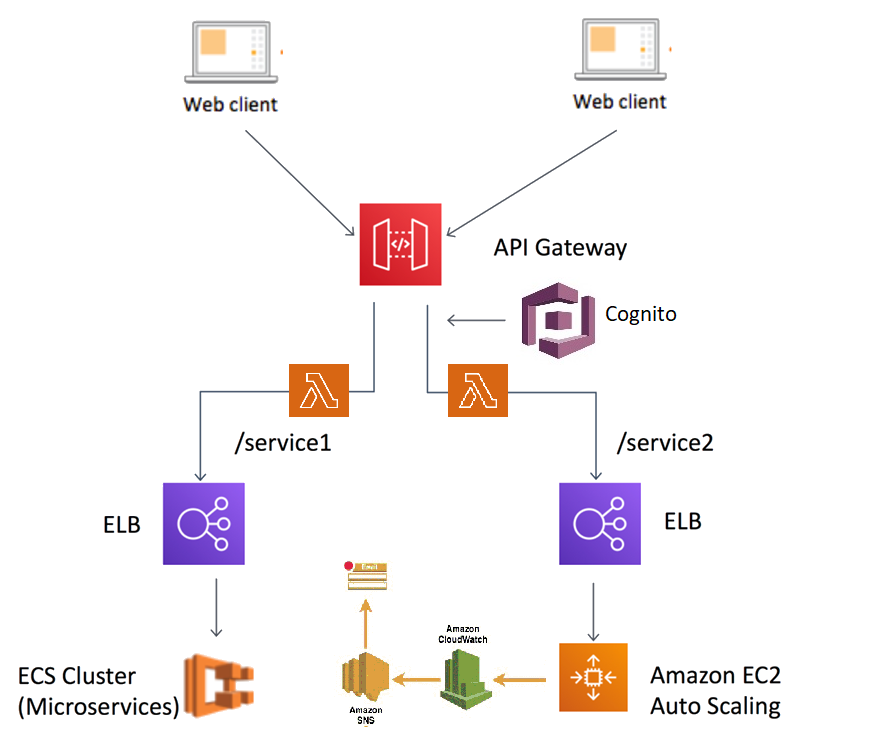 Web client
Web client
</>
API Gateway
Cognito
/service1
/service2
ELB
ELB
Email
Amazon
CloudWatch
ECS Cluster
(Microservices)
Amazon
SNS
Amazon EC2
Auto Scaling